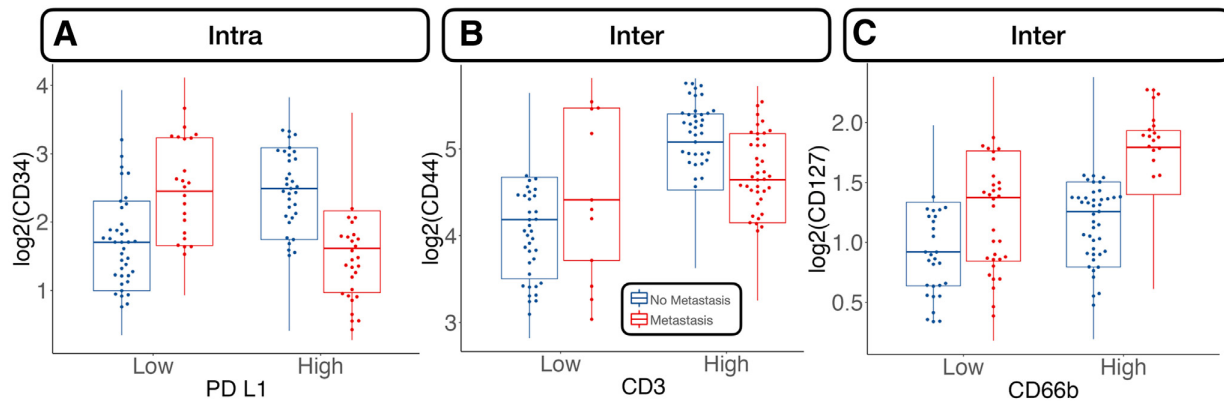 A Intra
log2(CD34)
4
3
2
1
Low High
PD L1
B Inter
log2(CD44)
5
4
3
Low High
CD3
No Metastasis
Metastasis
C Inter
log2(CD127)
2.0
1.5
1.0
0.5
Low High
CD66b